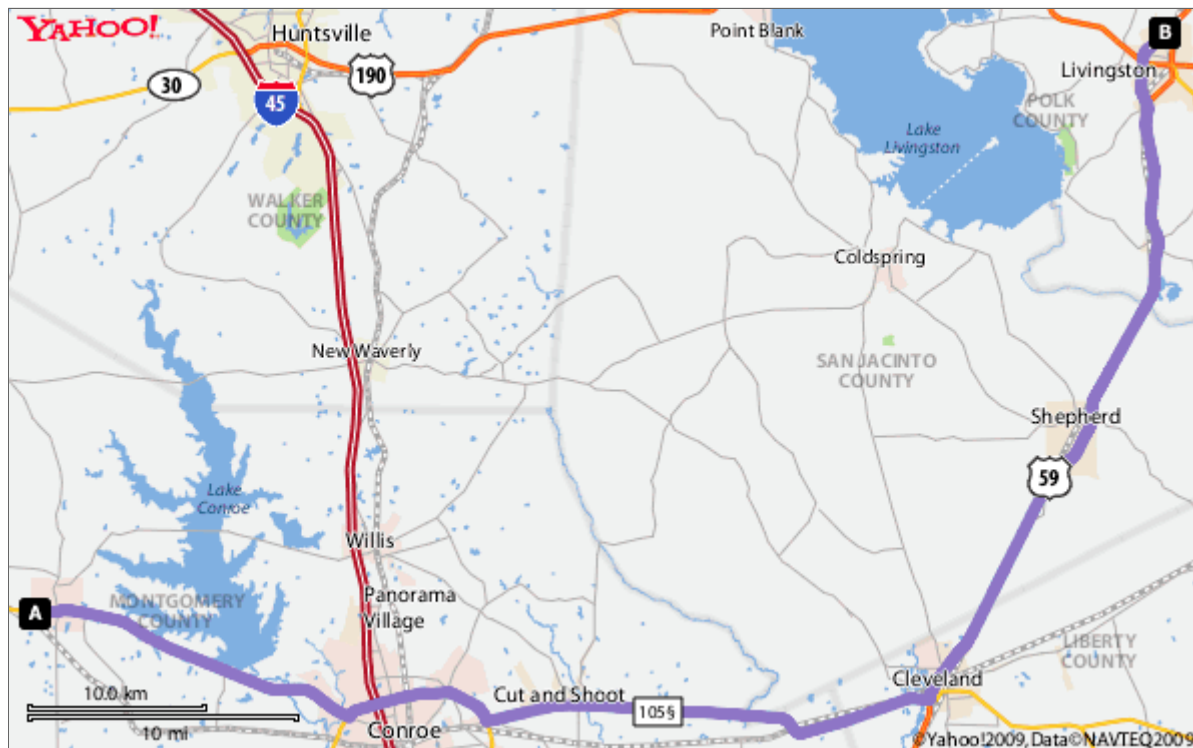 YAHOO!
Huntsville
Point Blank
B
190
Livingston
30
45
POLK
COUNTY
Lake
Livingston
WALKER
COUNTY
Coldspring
New Waverly
SAN JACINTO
COUNTY
Shepherd
59
Lake
Conroe
Willis
A
MONTGOMERY
COUNTY
Panorama
Village
LIBERTY
COUNTY
Cleveland
10.0 km
Cut and Shoot
105§
10 mi
Conroe
©Yahoo!2009, Data©NAVTEQ2009